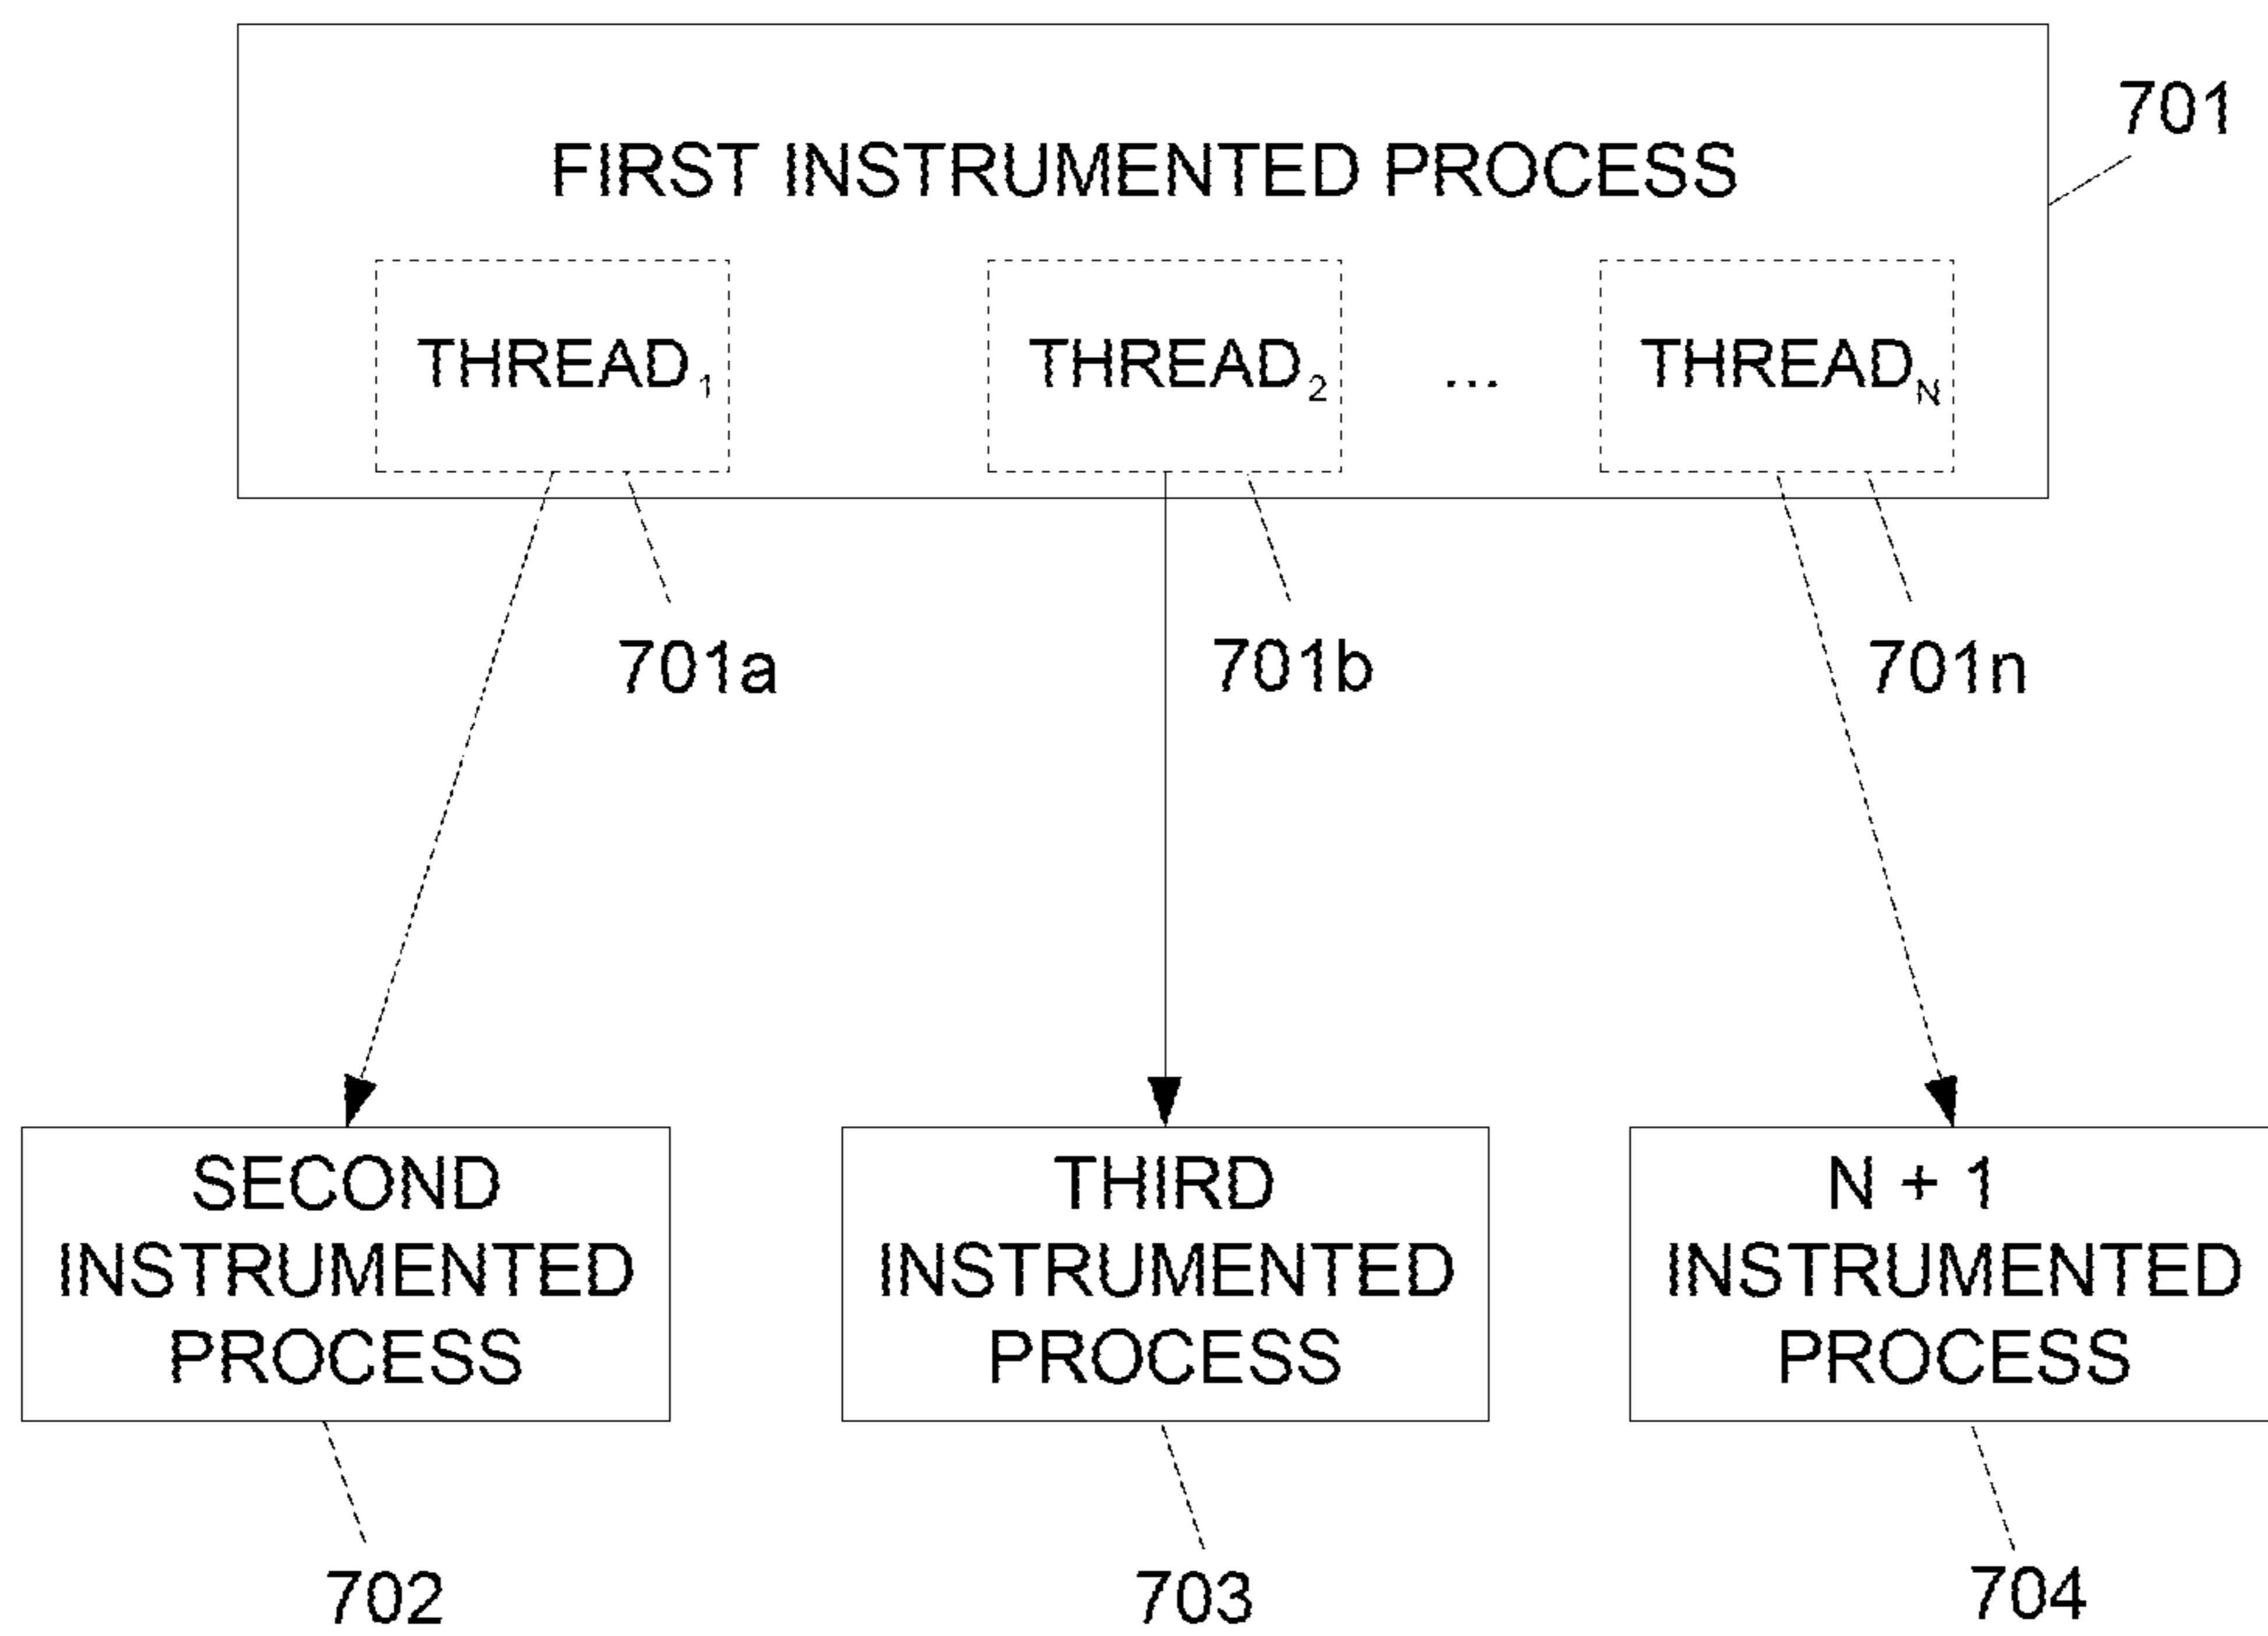 701
FIRST INSTRUMENTED PROCESS
THREAD1
THREAD2
...
THREADN
701a
701b
701n
SECOND
INSTRUMENTED
PROCESS
THIRD
INSTRUMENTED
PROCESS
N + 1
INSTRUMENTED
PROCESS
702
703
704